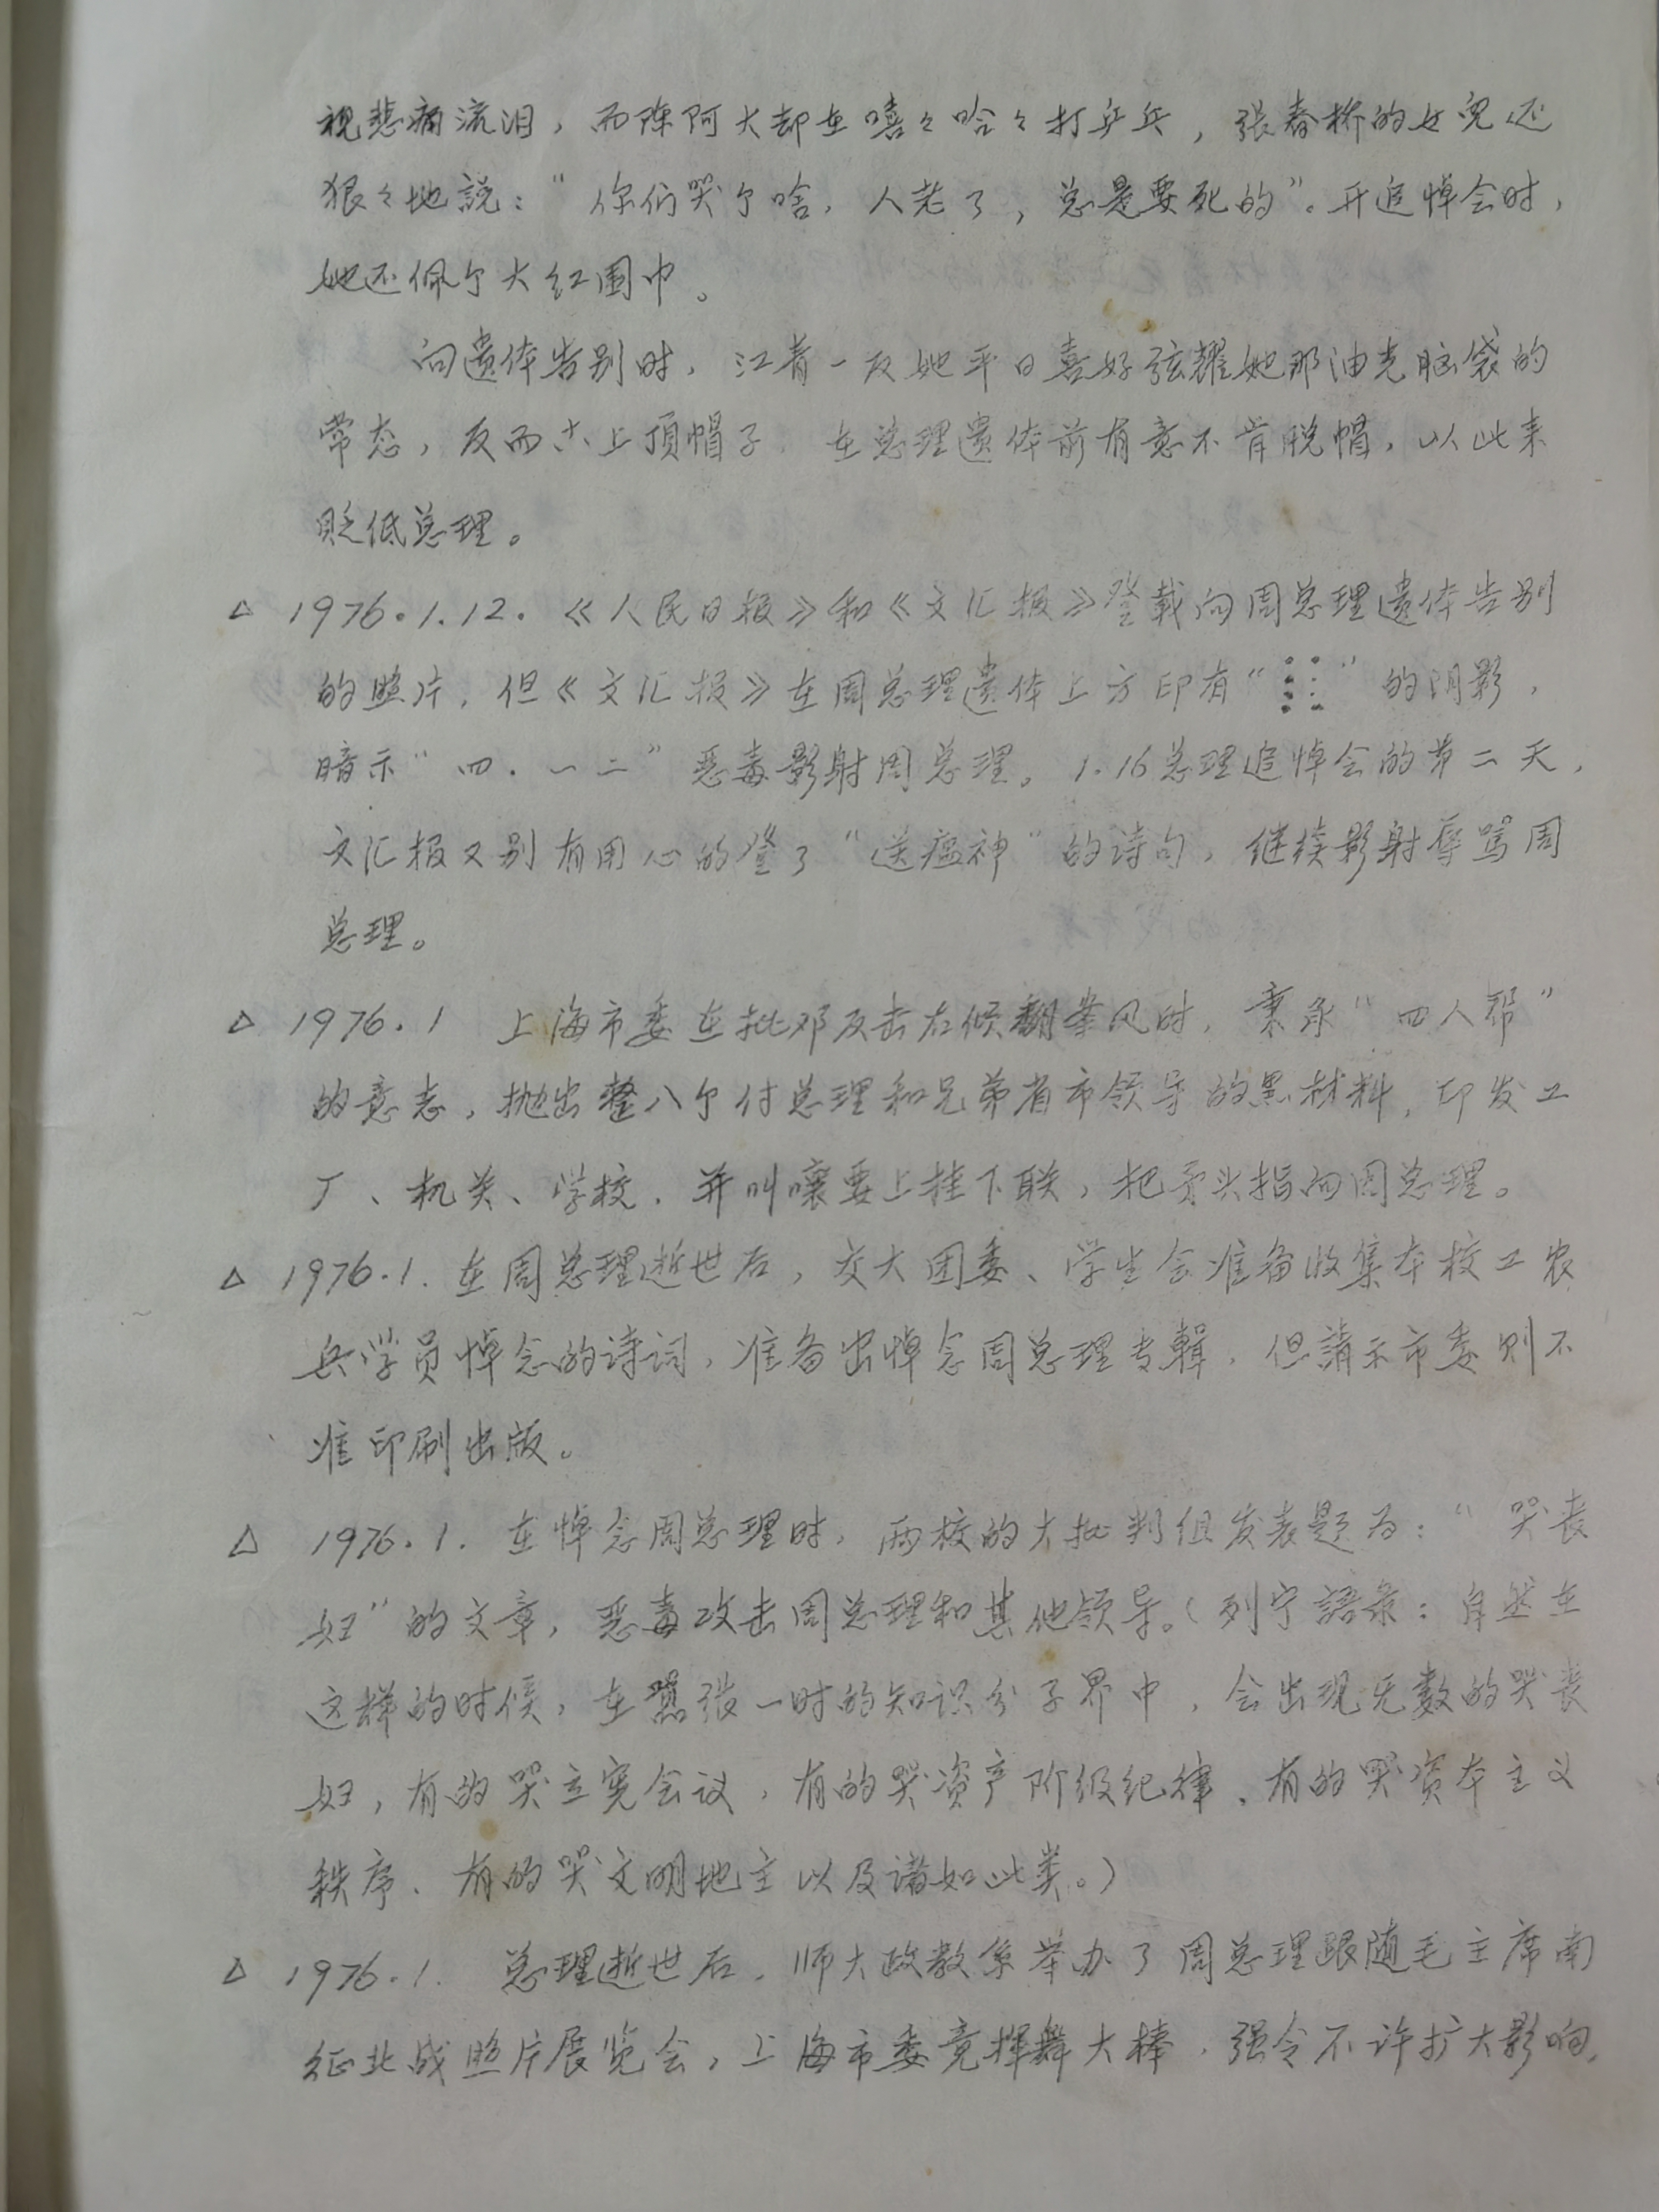 視悲痛流泪，而陈阿大却在嘻々哈々打乒乓，张春桥的女児还
狠々地説：“你们哭个啥，人老了，总是要死的”。开追悼会时，
她还佩个大红围巾。
向遗体告别时，江青一反她平日喜好弦耀她那油光脑袋的
常态，反而上顶帽子，在总理遗体前有意不肯脱帽，以此来
贬低总理。
△ 1976.1.12.《人民日报》和《文汇报》登载向周总理遗体告别
的照片，但《文汇报》在周总理遗体上方印有“ ”的阴影，
暗示“四.一二”恶毒影射周总理。1.16总理追悼会的第二天，
文汇报又别有用心的登了“送瘟神”的诗句，继续影射辱骂周
总理。
△ 1976.1 上海市委在批邓反击右倾翻案风时，秉承“四人帮”
的意志，抛出整八个付总理和兄弟省市领导的黑材料，印发工
厂、机关、学校，并叫嚷要上挂下联，把矛头指向周总理。
△ 1976.1. 在周总理逝世后，交大团委、学生会准备收集本校工农
兵学员悼念的诗词，准备出悼念周总理专輯，但請示市委则不
准印刷出版。
△ 1976.1. 在悼念周总理时，两校的大批判组发表题为：“哭丧
妇”的文章，恶毒攻击周总理和其他领导。（列宁語录：自然在
这样的时候，在嚣张一时的知识分子界中，会出现无数的哭丧
妇，有的哭立宪会议，有的哭资产阶级纪律，有的哭资本主义
秩序、有的哭文明地主以及诸如此类。）
△ 1976.1. 总理逝世后，师大政教系举办了周总理跟随毛主席南
征北战照片展览会，上海市委竟挥舞大棒，强令不许扩大影响，